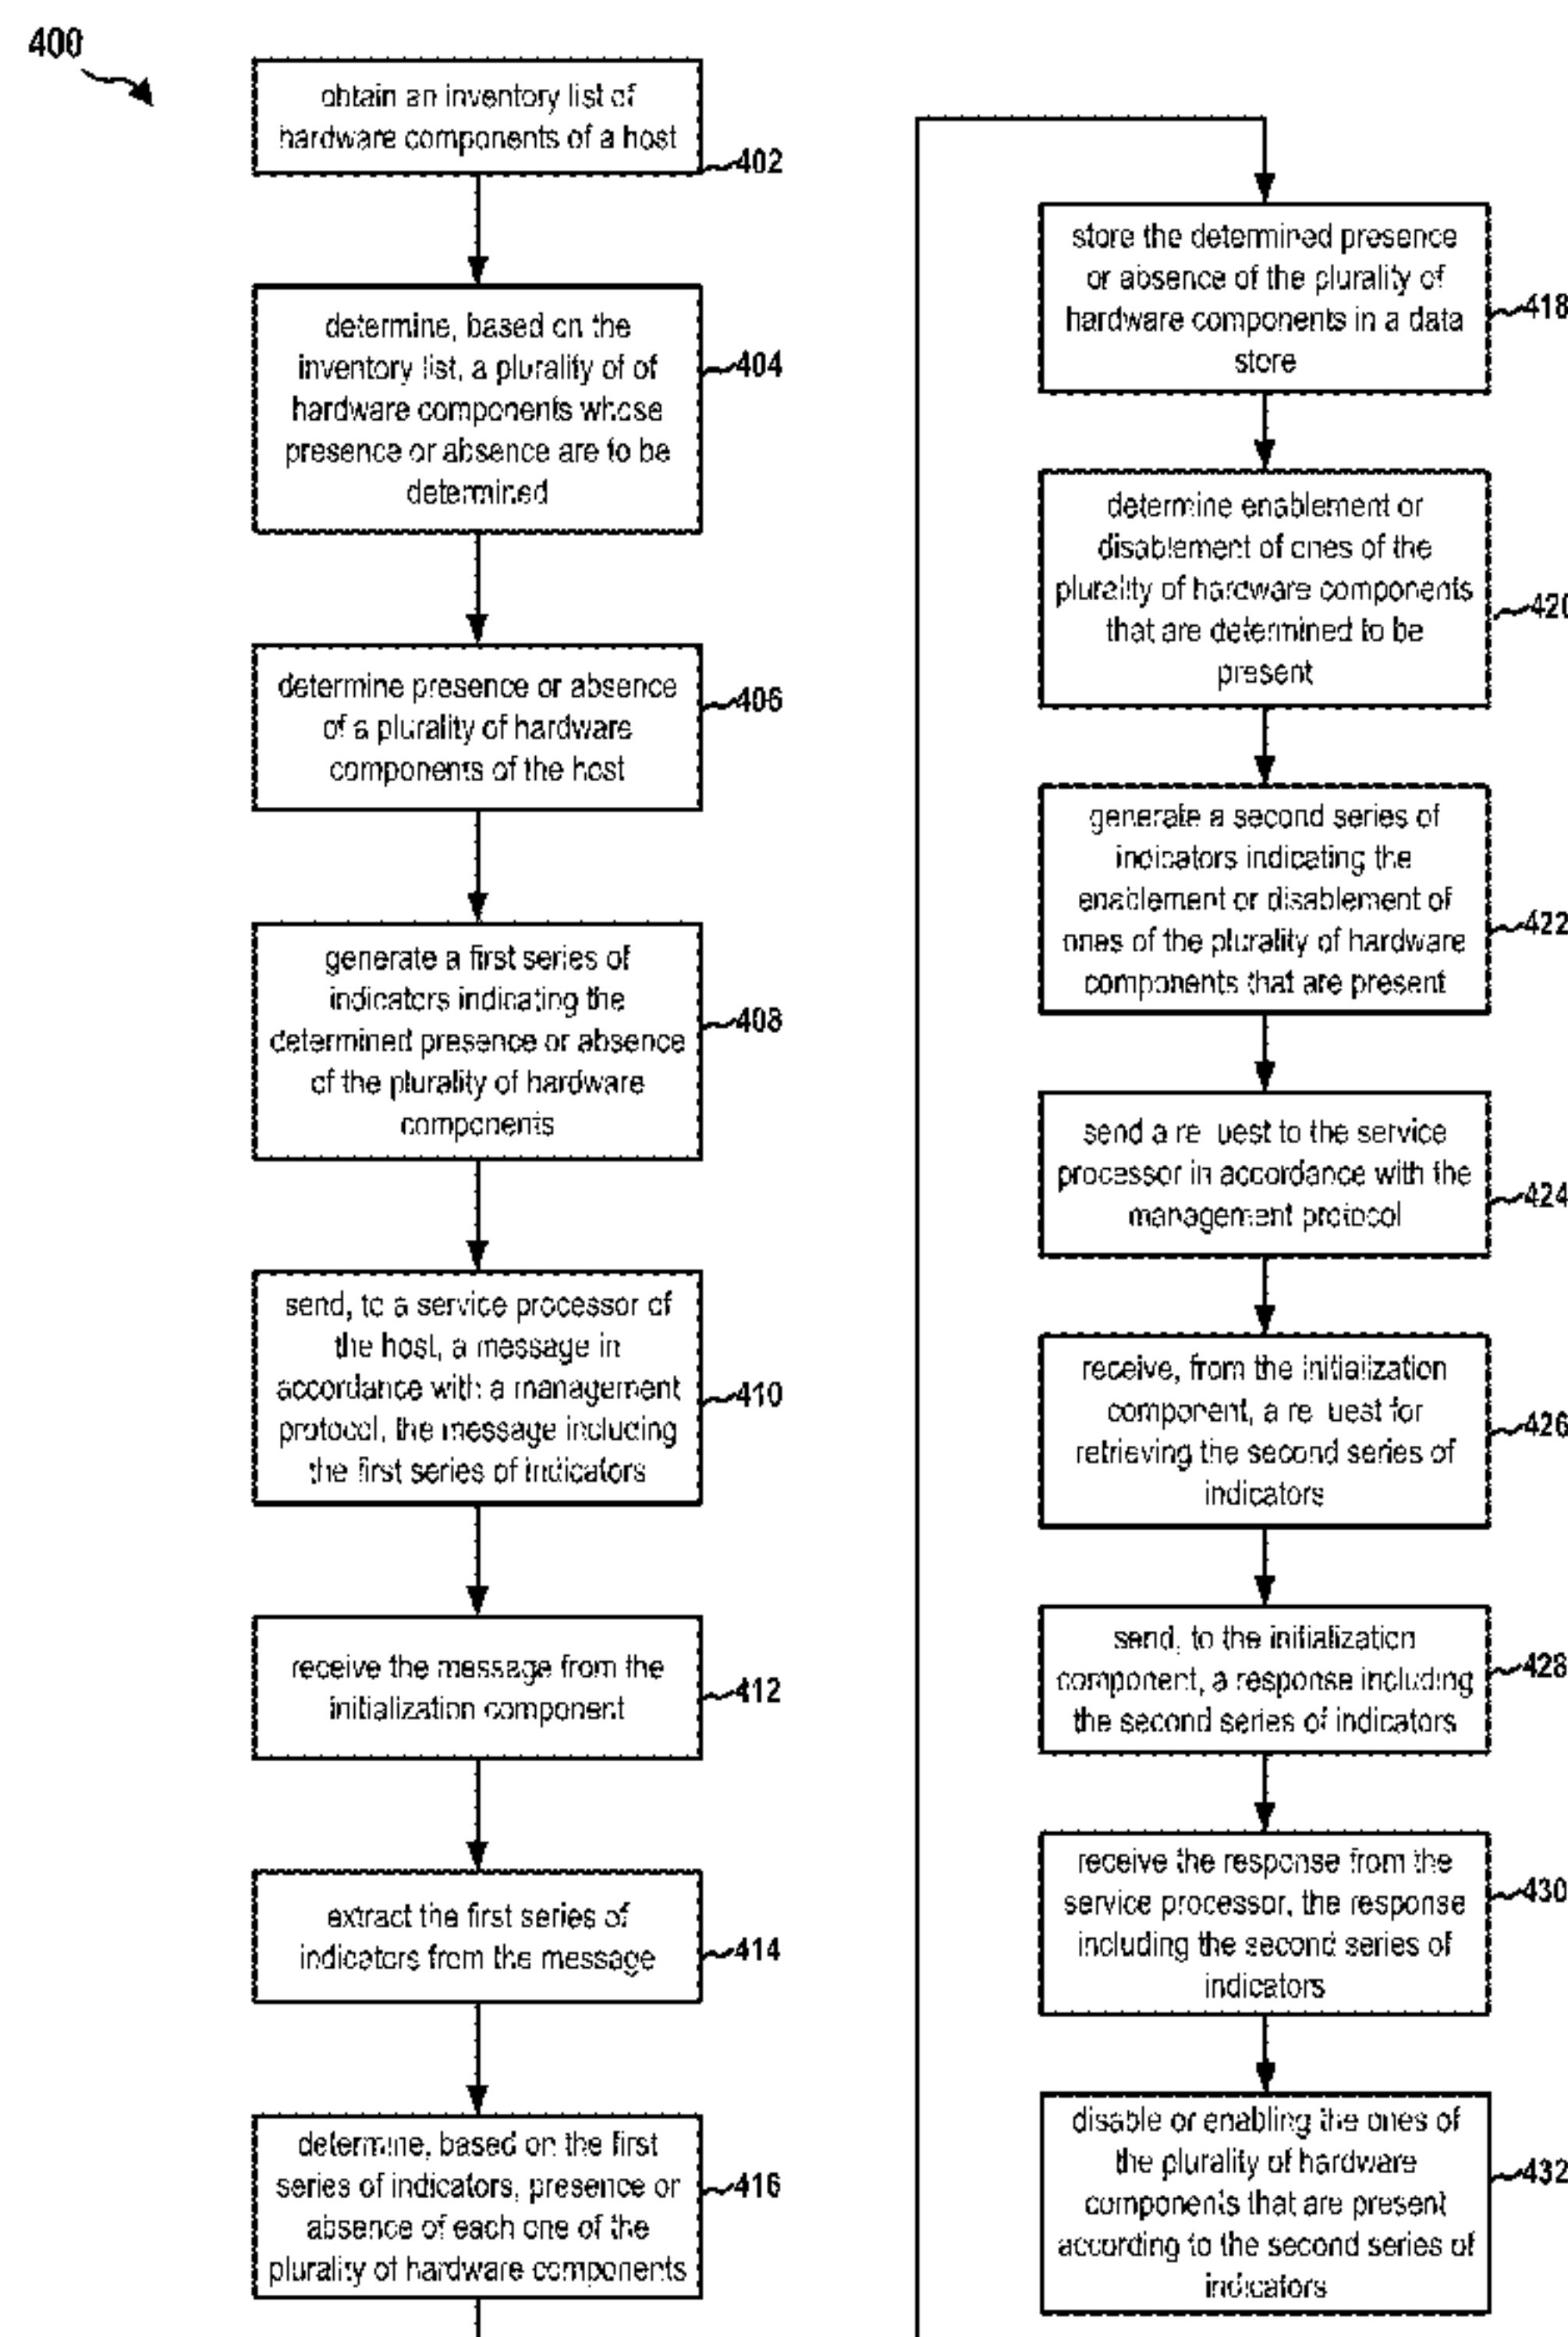 400
obtain an inventory list of
hardware components of a host
402
determine, based on the
inventory list, a plurality of of
hardware components whose
presence or absence are to be
determined
404
determine presence or absence
of a plurality of hardware
components of the host
406
generate a first series of
indicators indicating the
determined presence or absence
of the plurality of hardware
components
408
send, to a service processor of
the host, a message in
accordance with a management
protocol, the message including
the first series of indicators
410
receive the message from the
initialization component
412
extract the first series of
indicators from the message
414
determine, based on the first
series of indicators, presence or
absence of each one of the
plurality of hardware components
416
store the determined presence
or absence of the plurality of
hardware components in a data
store
418
determine enablement or
disablement of ones of the
plurality of hardware components
that are determined to be
present
420
generate a second series of
indicators indicating the
enablement or disablement of
ones of the plurality of hardware
components that are present
422
send a re uest to the service
processor in accordance with the
management protocol
424
receive, from the initialization
component, a re uest for
retrieving the second series of
indicators
426
send, to the initialization
component, a response including
the second series of indicators
428
receive the response from the
service processor, the response
including the second series of
indicators
430
disable or enabling the ones of
the plurality of hardware
components that are present
according to the second series of
indicators
432